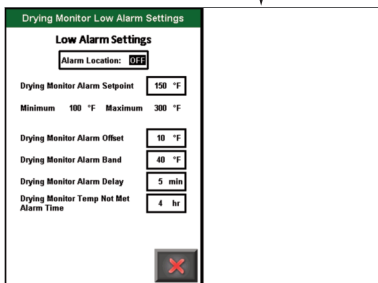 Drying Monitor Low Alarm Settings
Low Alarm Settings
Alarm Location: OFF
Drying Monitor Alarm Setpoint 150 °F
Minimum 100 °F Maximum 300 °F
Drying Monitor Alarm Offset 10 °F
Drying Monitor Alarm Band 40 °F
Drying Monitor Alarm Delay 5 min
Drying Monitor Temp Not Met
Alarm Time 4 hr